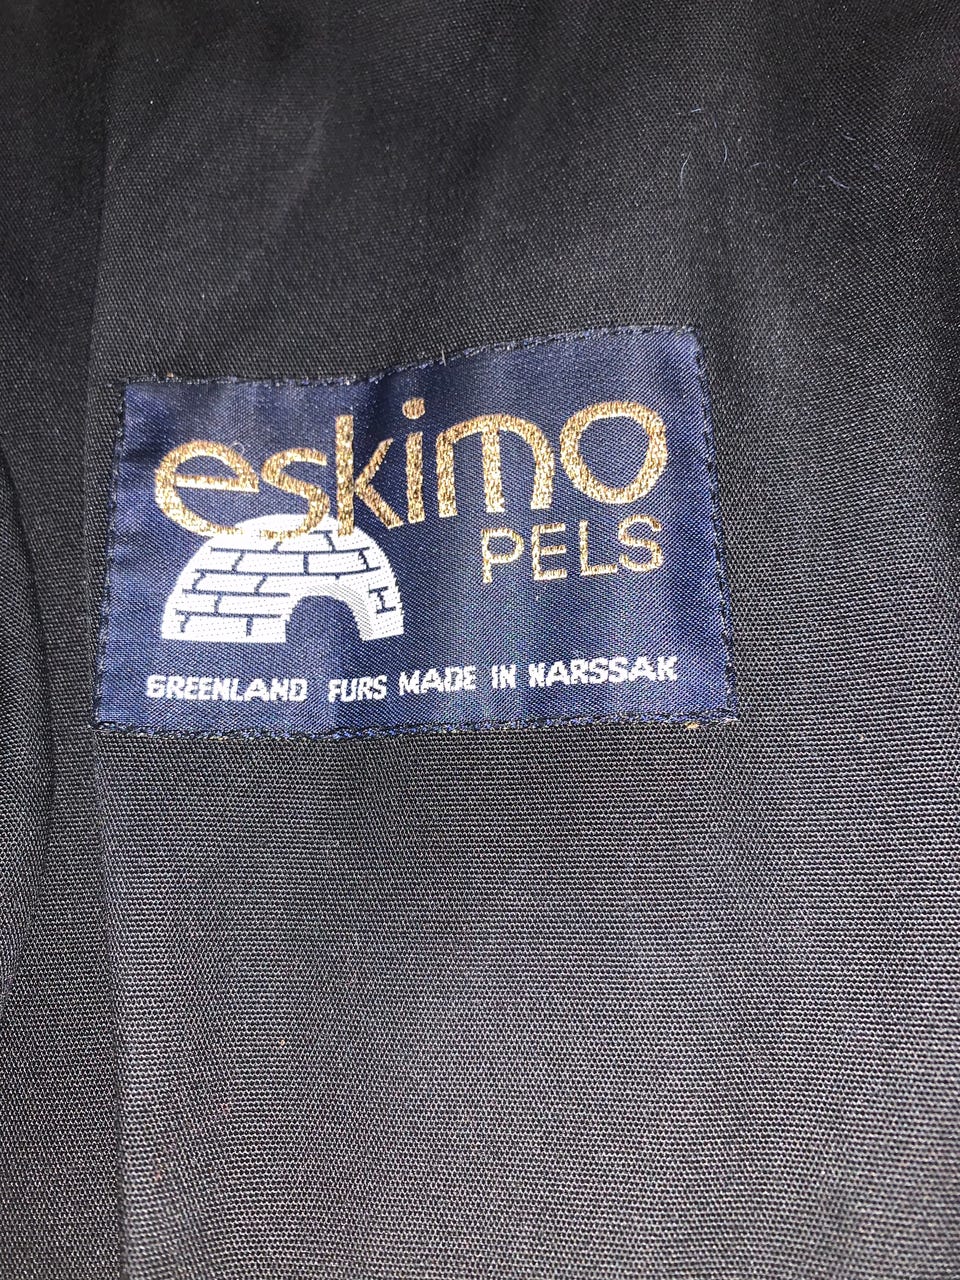 eskimo
PELS
GREENLAND FURS MADE IN NARSSAK